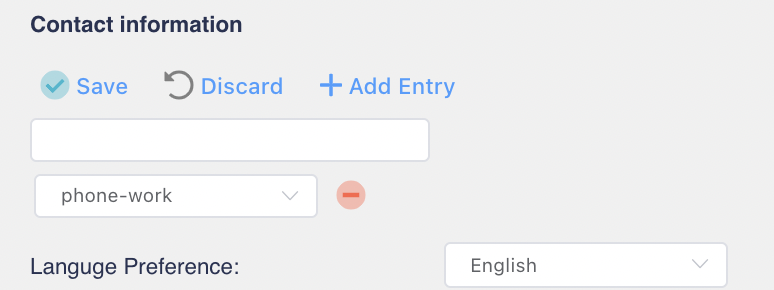 Contact information
Save Discard Add Entry
phone-work
Languge Preference: English